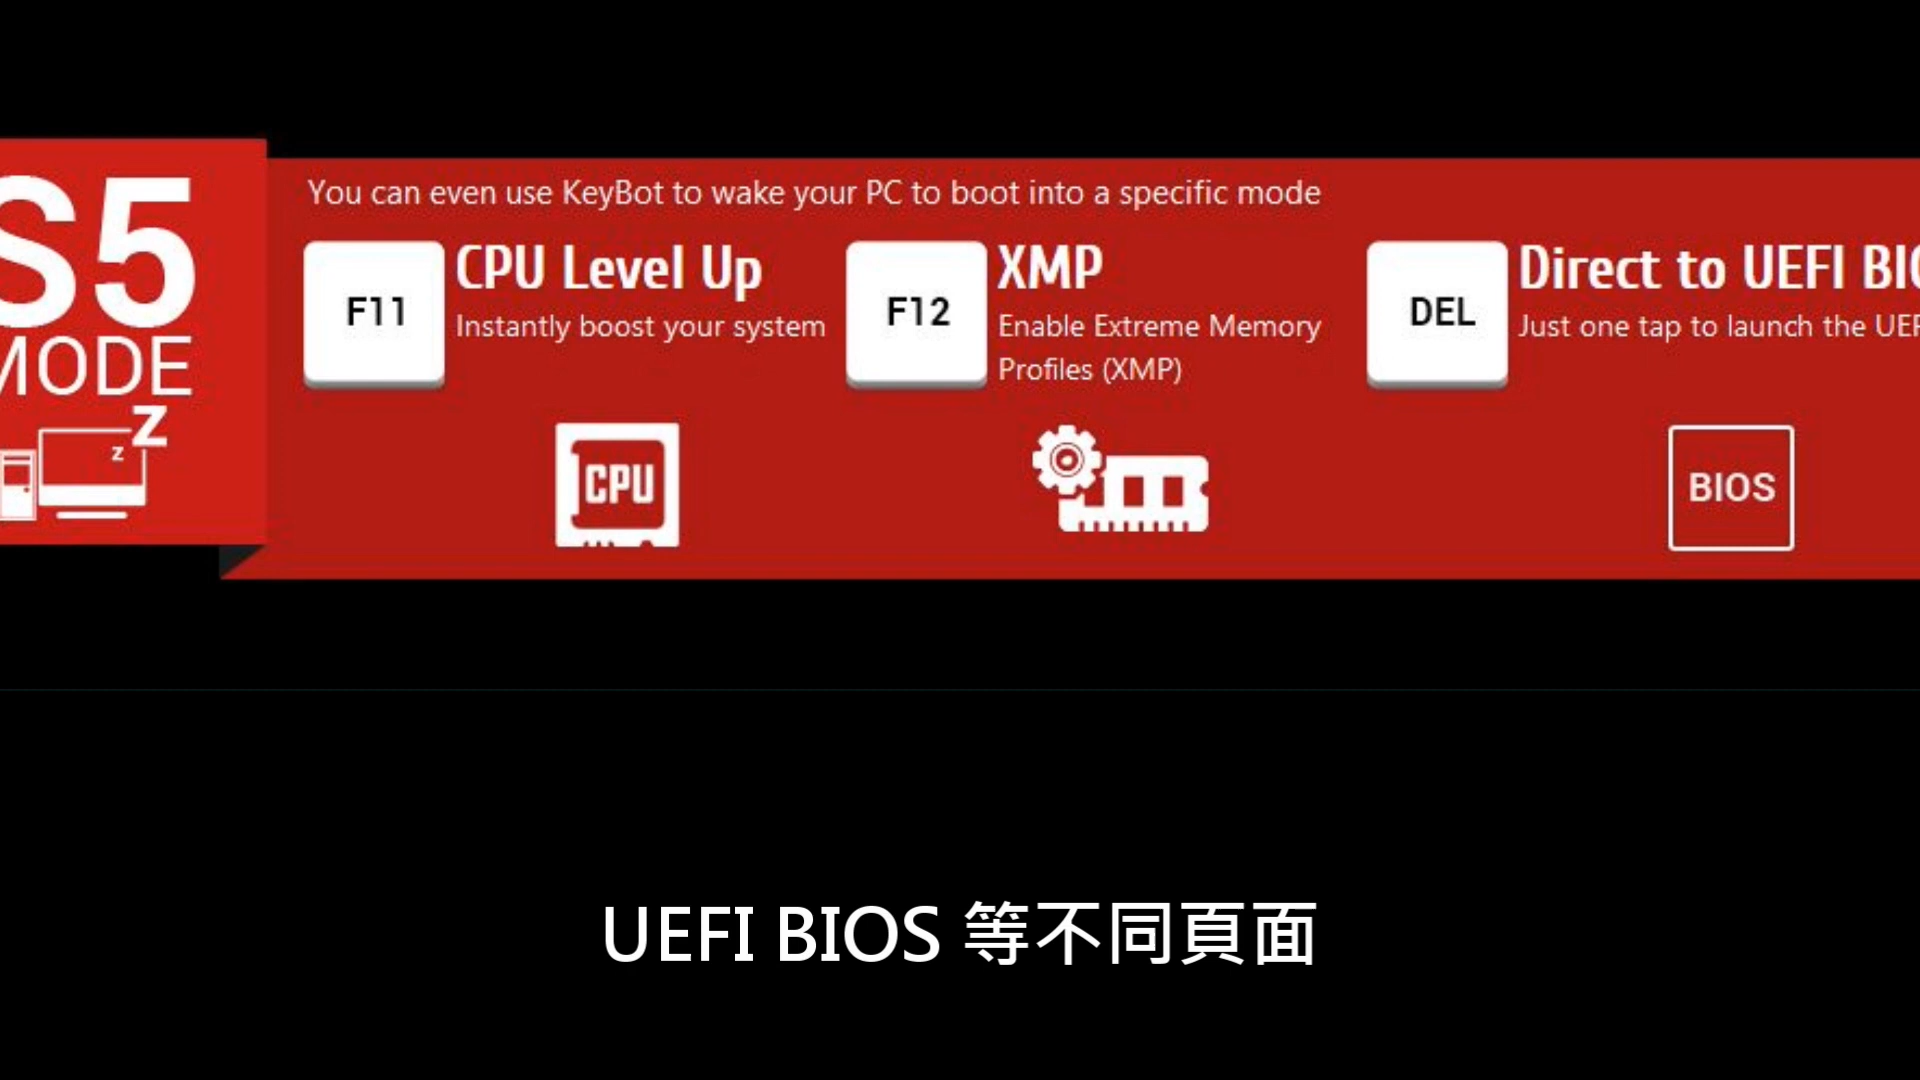 S5
MODE
z Z
You can even use KeyBot to wake your PC to boot into a specific mode
F11
CPU Level Up
Instantly boost your system
F12
XMP
Enable Extreme Memory
Profiles (XMP)
DEL
Direct to UEFI
Just one tap to launch the
CPU
BIOS
UEFI BIOS 等不同頁面